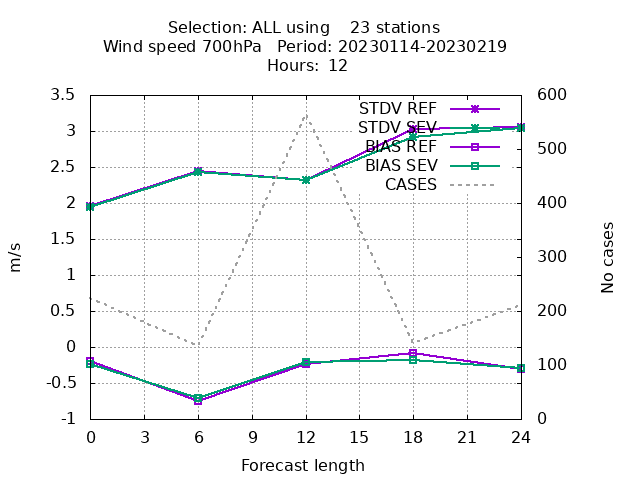 Selection: ALL using    23 stations
Wind speed 700hPa   Period: 20230114-20230219
Hours:  12
3.5
3
2.5
2
1.5
1
0.5
0
-0.5
-1
600
500
400
300
200
100
0
STDV REF
STDV SEV
BIAS REF
BIAS SEV
CASES
m/s
No cases
0 3 6 9 12 15 18 21 24
Forecast length